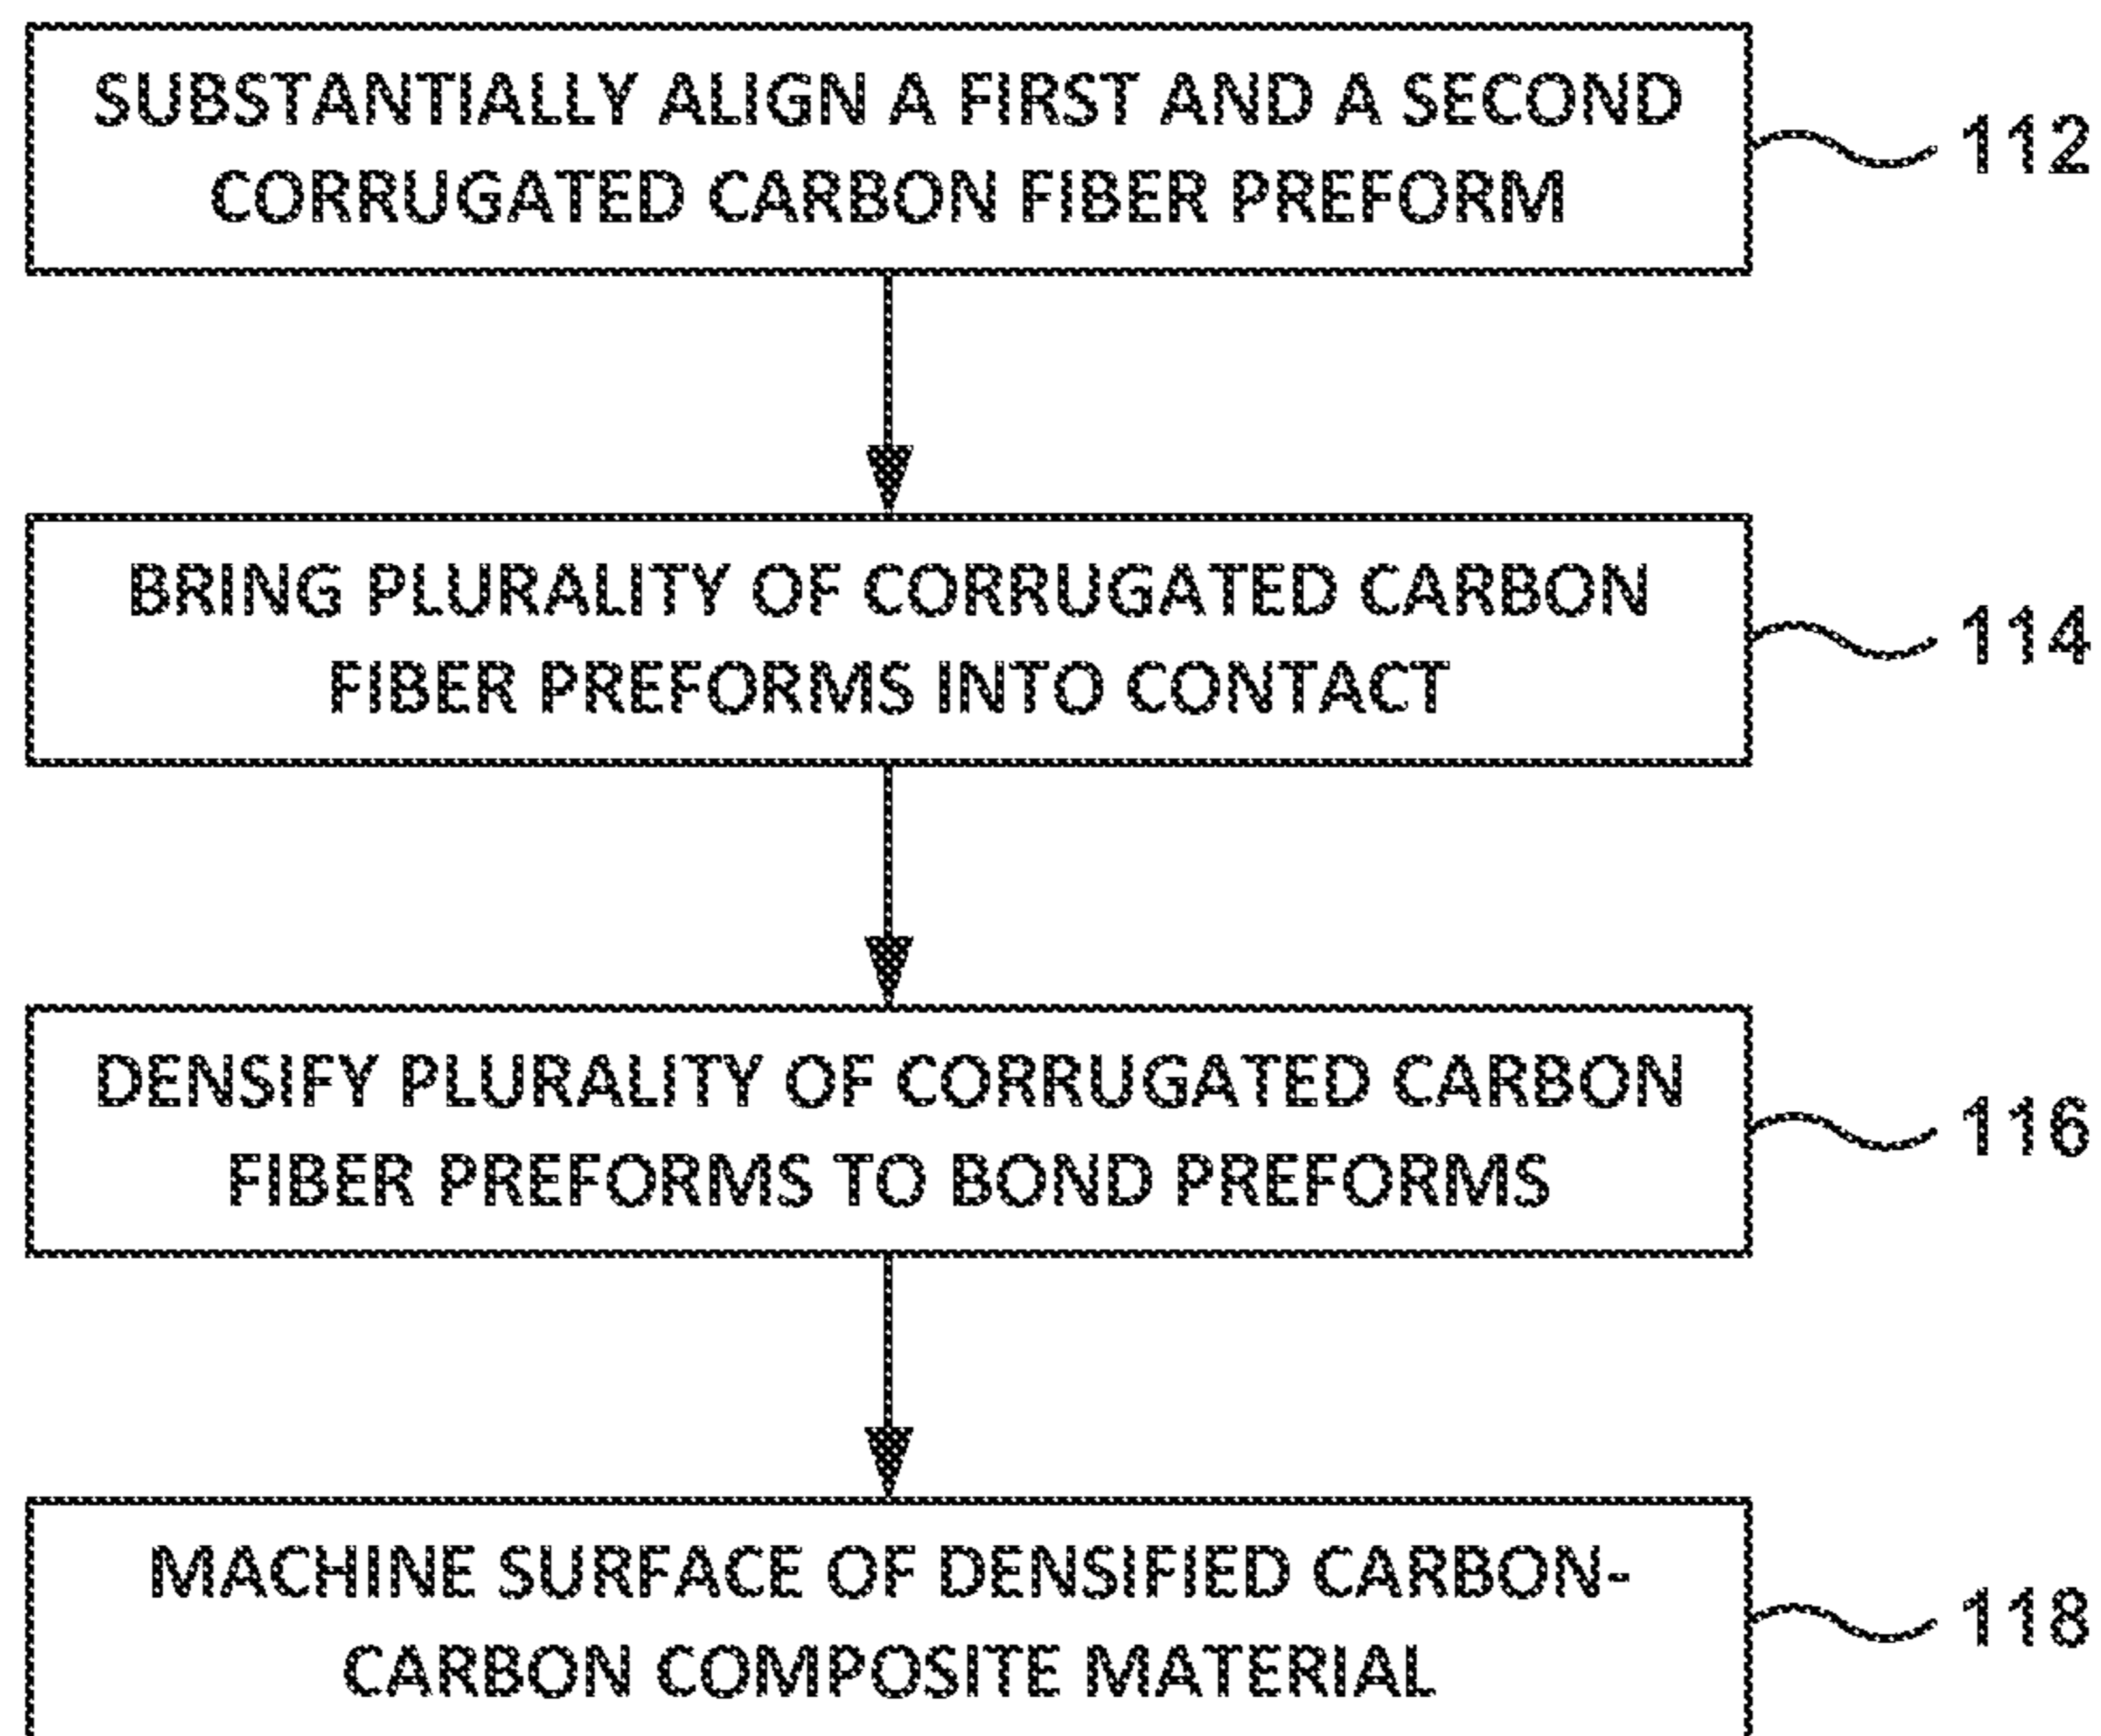 SUBSTANTIALLY ALIGN A FIRST AND A SECOND
CORRUGATED CARBON FIBER PREFORM
112
BRING PLURALITY OF CORRUGATED CARBON
FIBER PREFORMS INTO CONTACT
114
DENSIFY PLURALITY OF CORRUGATED CARBON
FIBER PREFORMS TO BOND PREFORMS
116
MACHINE SURFACE OF DENSIFIED CARBON-
CARBON COMPOSITE MATERIAL
118